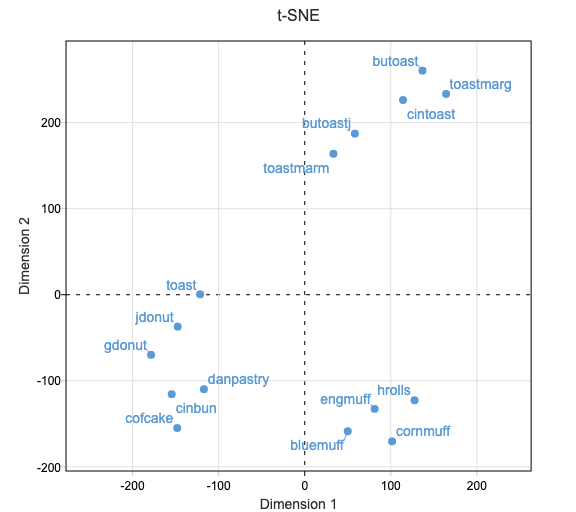 t-SNE
butoast
toastmarg
cintoast
butoastj
toastmarm
toast
jdonut
gdonut
danpastry
cinbun
cofcake
hrolls
engmuff
cornmuff
bluemuff
200
100
0
-100
-200
-200 -100 0 100 200
Dimension 1
Dimension 2